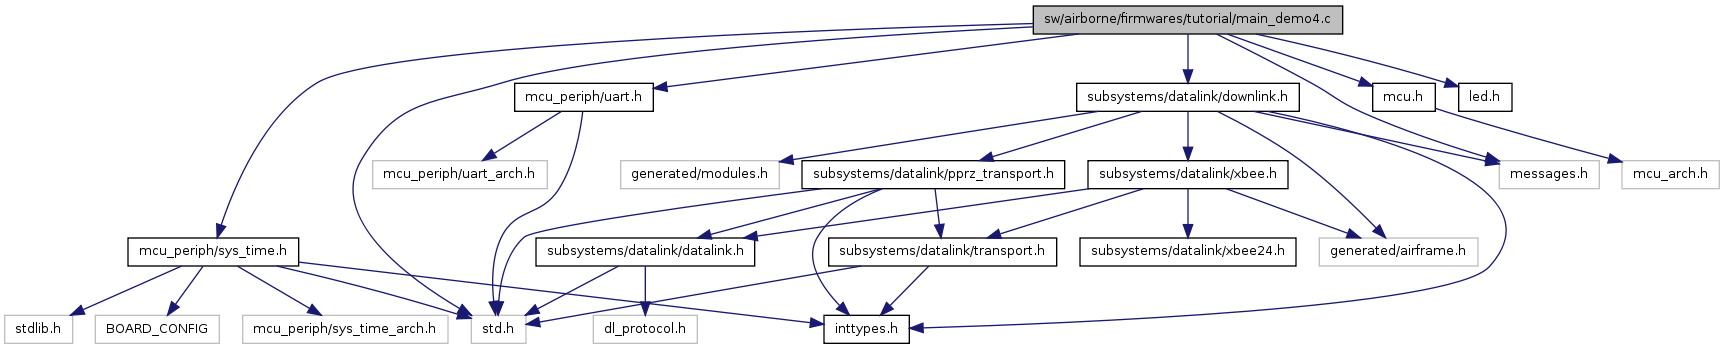 sw/airborne/firmwares/tutorial/main_demo4.c
mcu_periph/uart.h
subsystems/datalink/downlink.h
mcu.h
led.h
mcu_periph/uart_arch.h
generated/modules.h
subsystems/datalink/pprz_transport.h
subsystems/datalink/xbee.h
messages.h
mcu_arch.h
mcu_periph/sys_time.h
subsystems/datalink/datalink.h
subsystems/datalink/transport.h
subsystems/datalink/xbee24.h
generated/airframe.h
stdlib.h
BOARD_CONFIG
mcu_periph/sys_time_arch.h
std.h
dl_protocol.h
inttypes.h